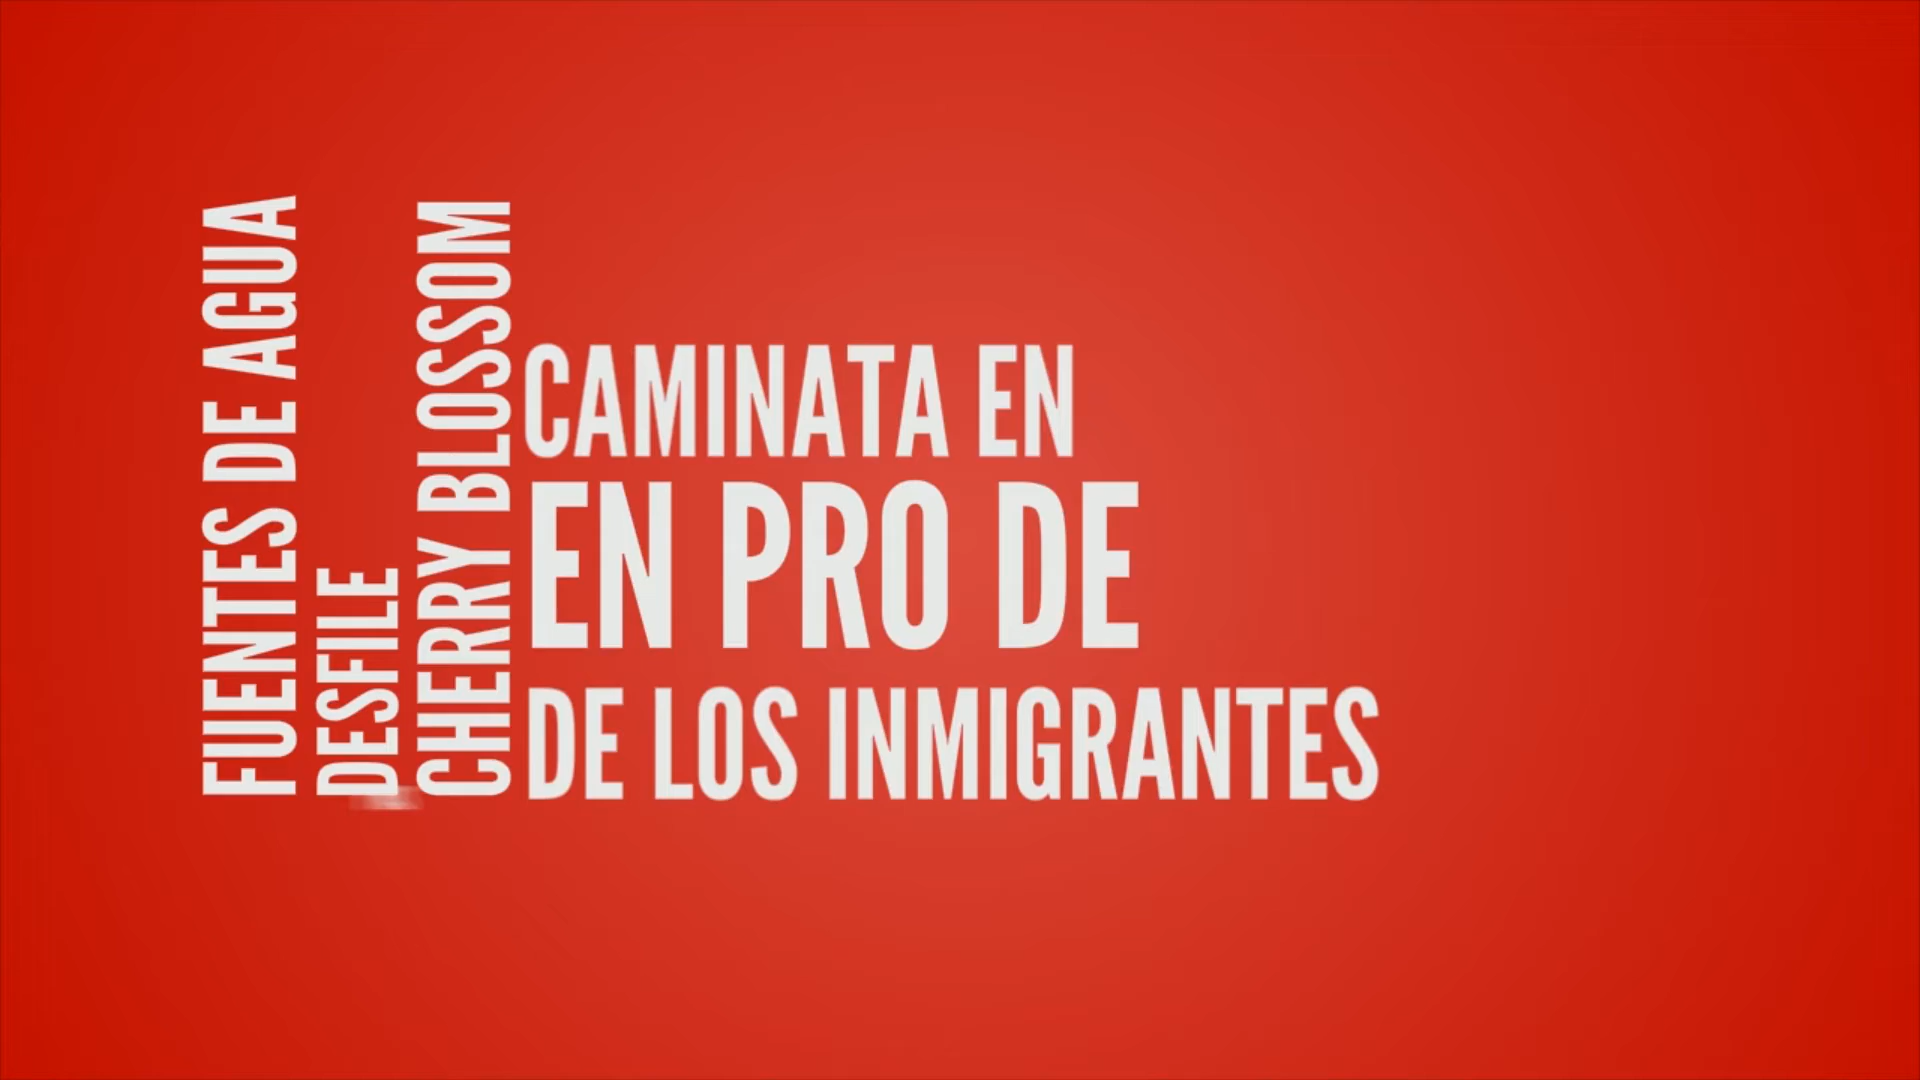 FUENTES DE AGUA
DESFILE
CHERRY BLOSSOM
CAMINATA EN
EN PRO DE
DE LOS INMIGRANTES